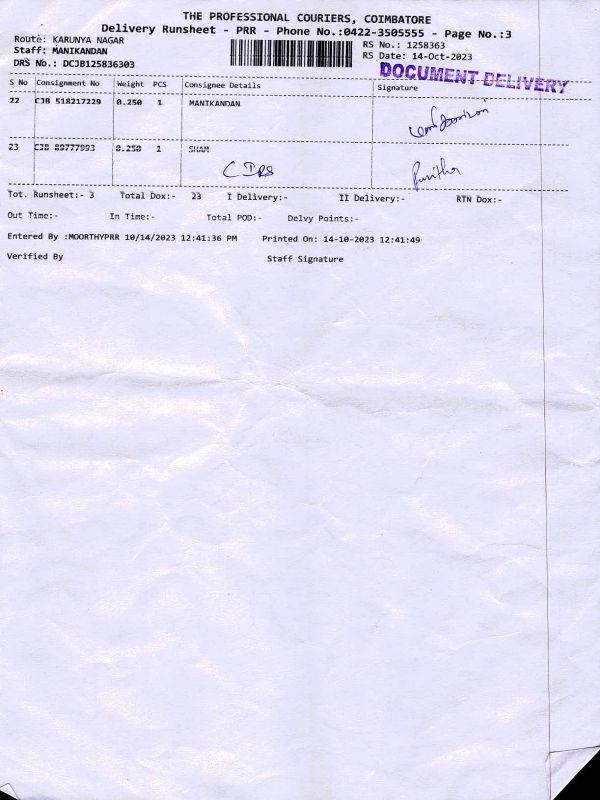 THE PROFESSIONAL COURIERS, COIMBATORE
Delivery Runsheet - PRR - Phone No.:0422-3505555 - Page No.:3
Route: KARUNYA NAGAR RS No.: 1258363
Staff: MANIKANDAN RS Date: 14-Oct-2023
DRS No.: DCJB125836303
DOCUMENT DELIVERY
S No Consignment No Weight PCS Consignee Details Signature
22 CJB 518217229 0.250 1 MANIKANDAN
23 CJB 89777993 0.250 1 SHAM
Puvitha
Tot. Runsheet:- 3 Total Dox:- 23 I Delivery:- II Delivery:- RTN Dox:-
Out Time:- In Time:- Total POD:- Delvy Points:-
Entered By :MOORTHYPRR 10/14/2023 12:41:36 PM Printed On: 14-10-2023 12:41:49
Verified By Staff Signature